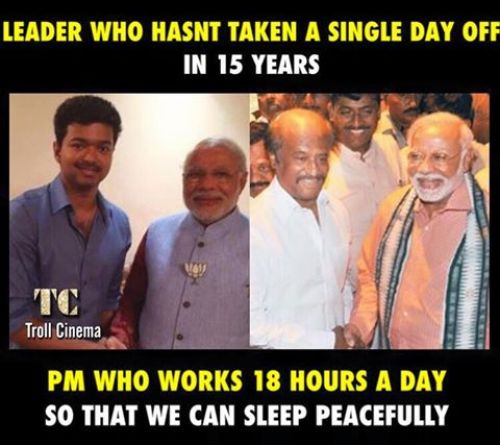 LEADER WHO HASNT TAKEN A SINGLE DAY OFF
IN 15 YEARS
TC
Troll Cinema
PM WHO WORKS 18 HOURS A DAY
SO THAT WE CAN SLEEP PEACEFULLY